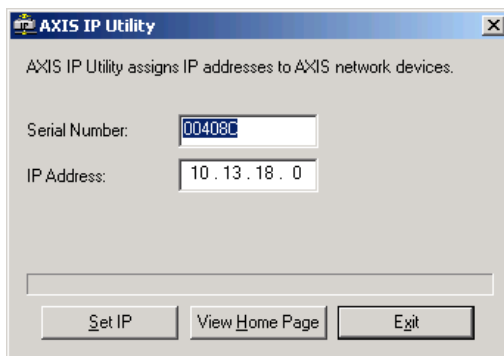 AXIS IP Utility
AXIS IP Utility assigns IP addresses to AXIS network devices.
Serial Number: 00408C
IP Address: 10 . 13 . 18 . 0
Set IP View Home Page Exit